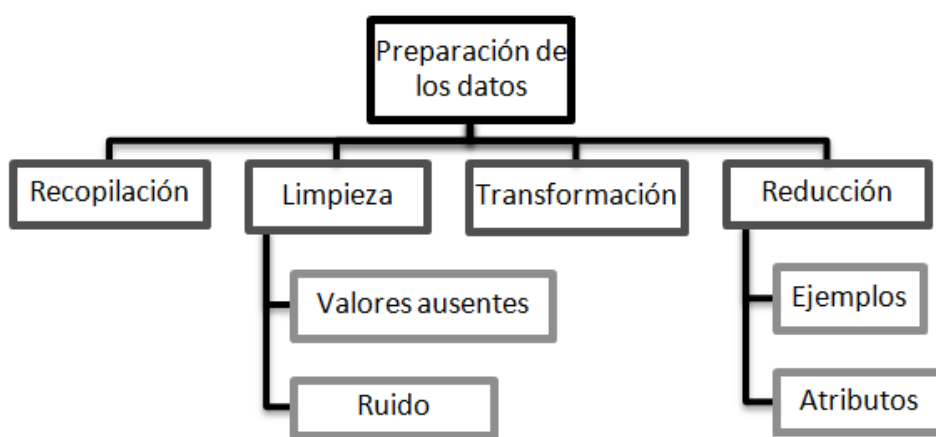 Preparación de
los datos
Recopilación
Limpieza
Transformación
Reducción
Valores ausentes
Ejemplos
Ruido
Atributos